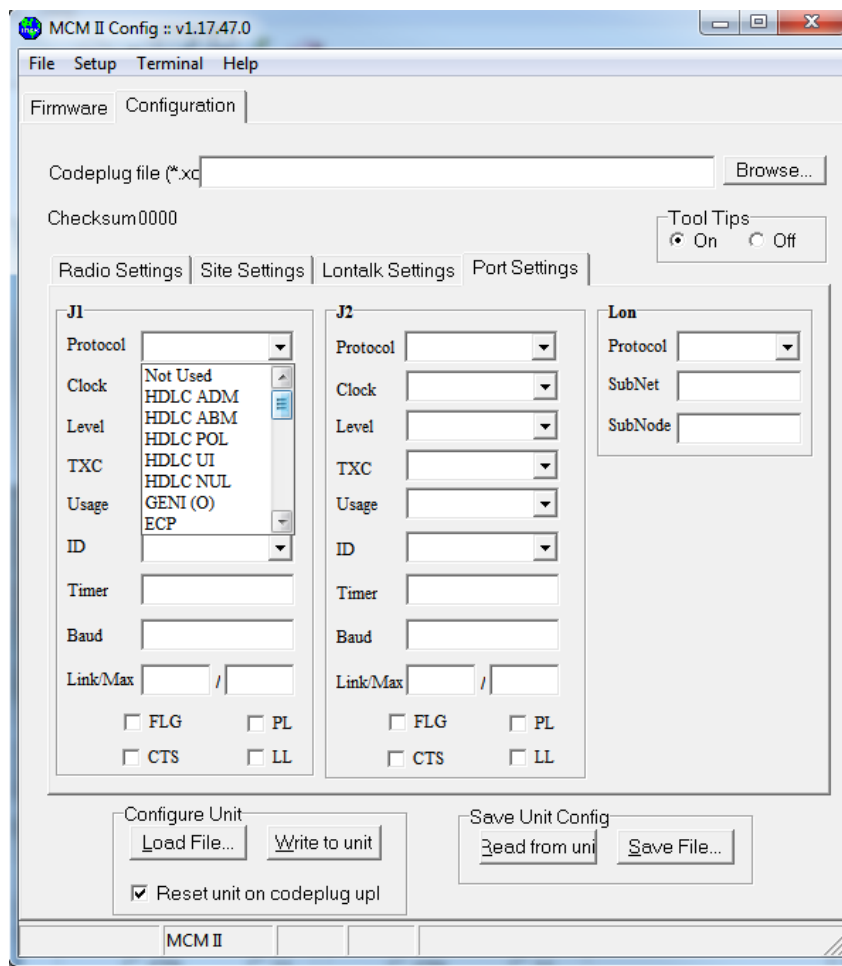 MCM II Config :: v1.17.47.0
File Setup Terminal Help
Firmware Configuration
Codeplug file (*.xc Browse...
Checksum 0000
Tool Tips
On Off
Radio Settings Site Settings Lontalk Settings Port Settings
J1
Protocol
Not Used
HDLC ADM
HDLC ABM
HDLC POL
HDLC UI
HDLC NUL
GENI (O)
ECP
Clock
Level
TXC
Usage
ID
Timer
Baud
Link/Max /
FLG PL
CTS LL
J2
Protocol
Clock
Level
TXC
Usage
ID
Timer
Baud
Link/Max /
FLG PL
CTS LL
Lon
Protocol
SubNet
SubNode
Configure Unit
Load File... Write to unit
Reset unit on codeplug upl
Save Unit Config
Read from uni Save File...
MCM II